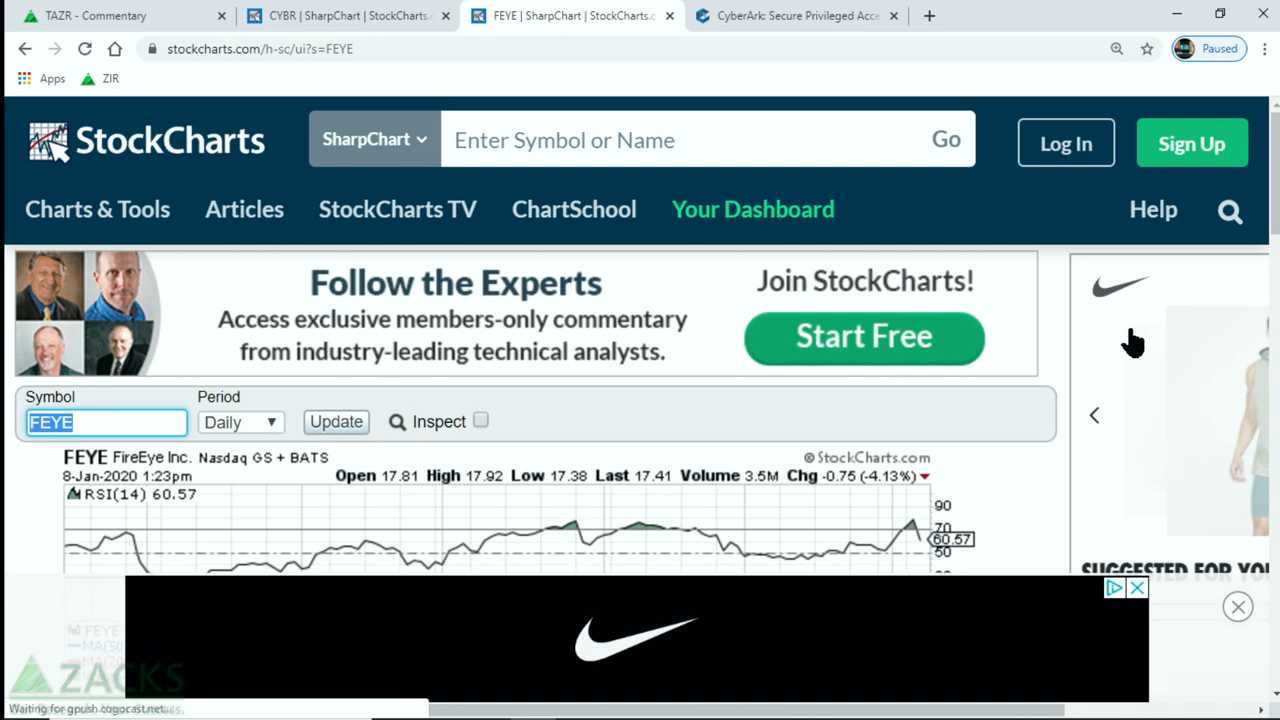 TAZR - Commentary
CYBR | SharpChart | StockCharts.c
FEYE | SharpChart | StockCharts.c
CyberArk: Secure Privileged Acce
stockcharts.com/h-sc/ui?s=FEYE
Paused
Apps
ZIR
StockCharts
SharpChart
Enter Symbol or Name
Go
Log In
Sign Up
Charts & Tools
Articles
StockCharts TV
ChartSchool
Your Dashboard
Help
Follow the Experts
Access exclusive members-only commentary
from industry-leading technical analysts.
Join StockCharts!
Start Free
Symbol
Period
FEYE
Daily
Update
Inspect
FEYE FireEye Inc. Nasdaq GS + BATS
© StockCharts.com
8-Jan-2020 1:23pm
Open 17.81 High 17.92 Low 17.38 Last 17.41 Volume 3.5M Chg -0.75 (-4.13%)
RSI(14) 60.57
90
70
60.57
50
SUGGESTED FOR YO
FEYE
MA(50
ZACKS
Waiting for gpush.cogocast.net...